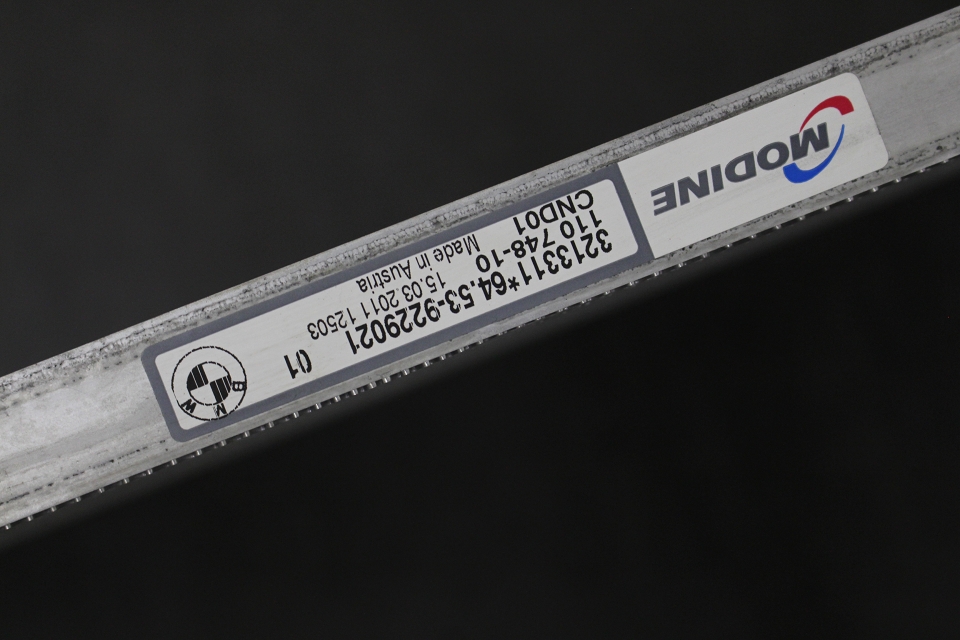 MODINE
3213311*64.53-9229021 01
110 748-10 15.03.2011 12503
CND01 Made in Austria
BMW